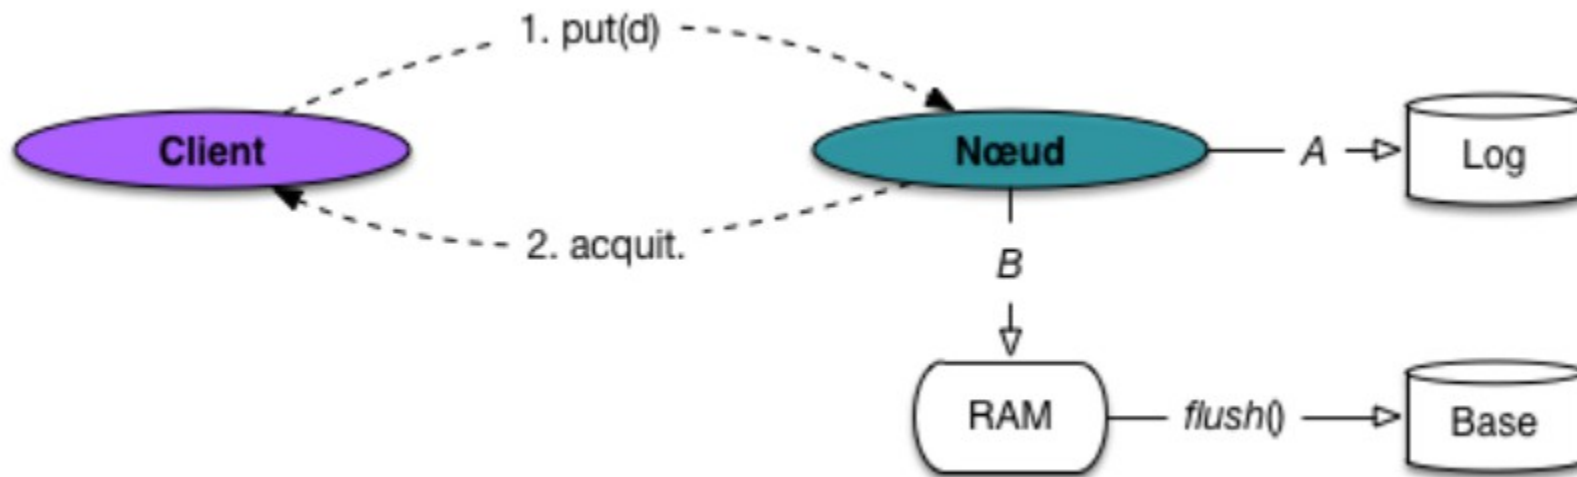 1. put(d)
Client
Nœud
A
Log
2. acquit.
B
RAM
flush()
Base